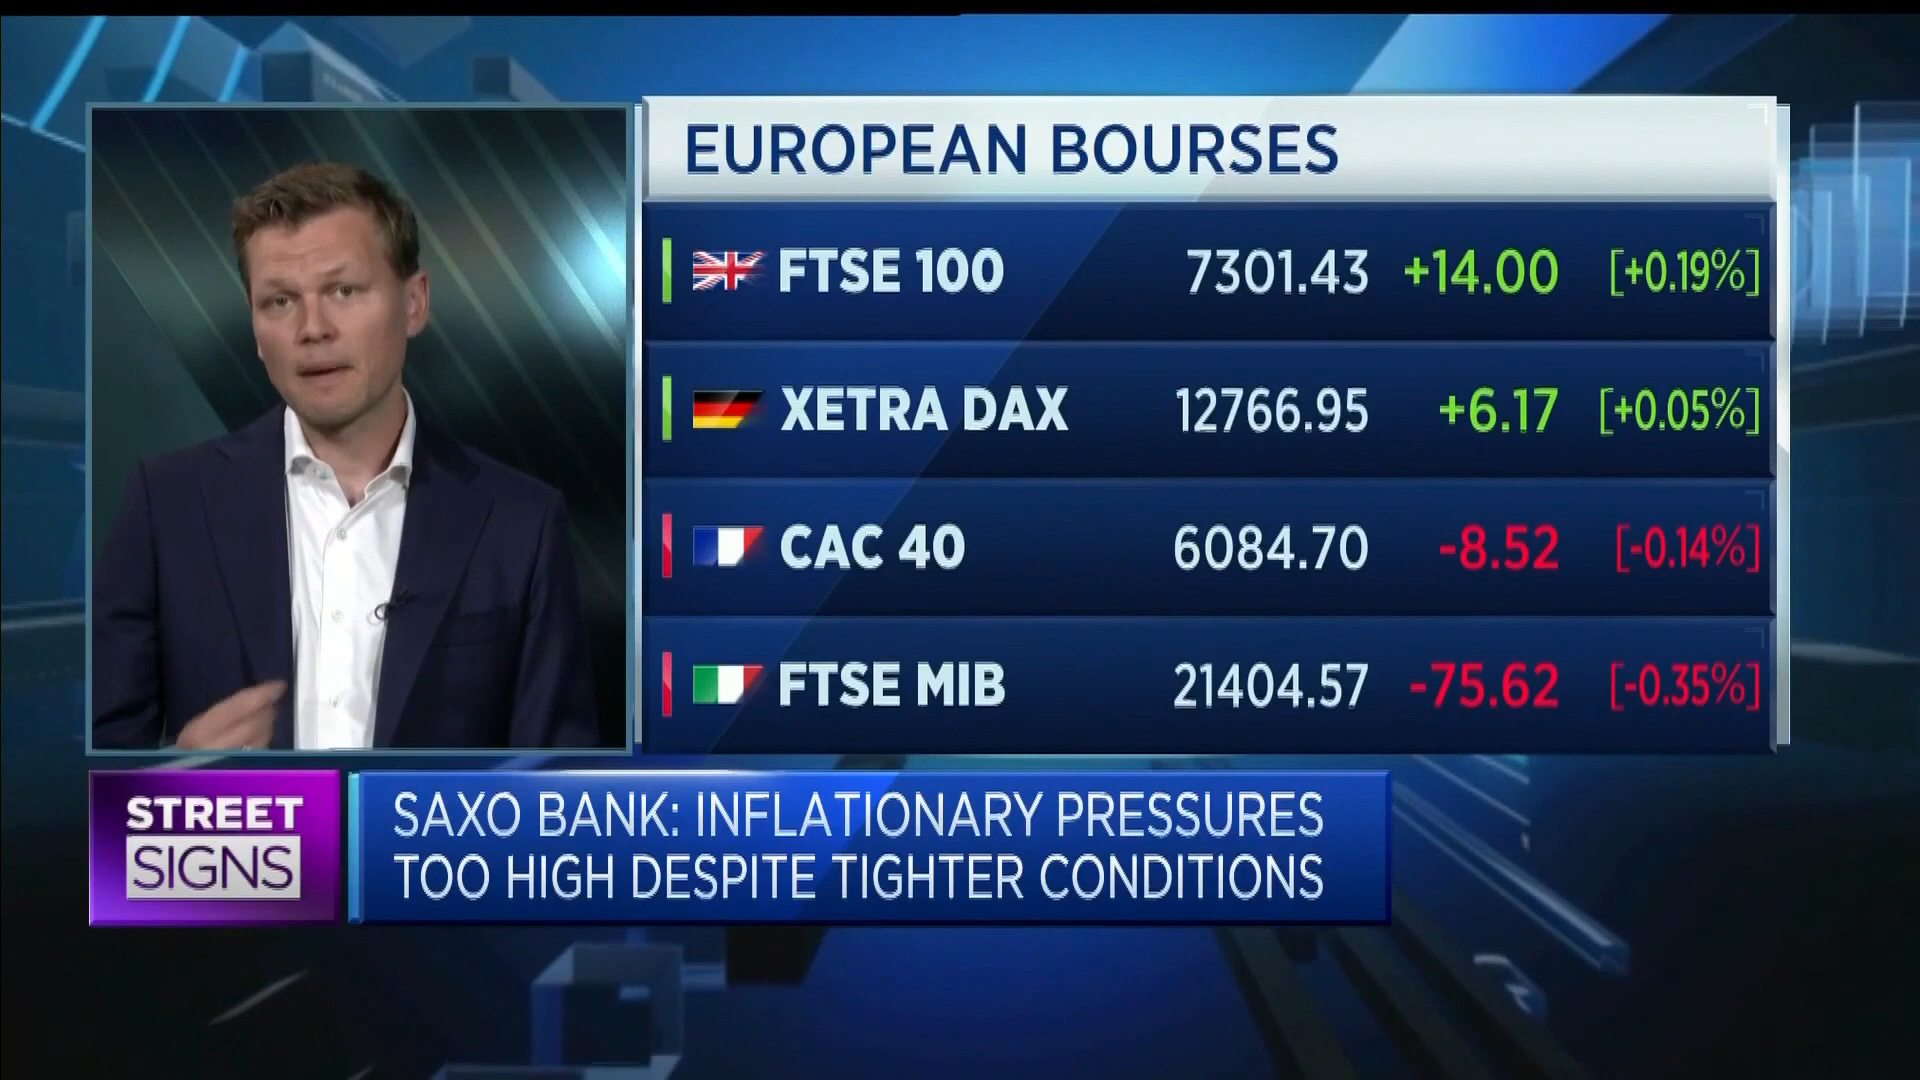 EUROPEAN BOURSES
FTSE 100 7301.43 +14.00 [+0.19%]
XETRA DAX 12766.95 +6.17 [+0.05%]
CAC 40 6084.70 -8.52 [-0.14%]
FTSE MIB 21404.57 -75.62 [-0.35%]
STREET
SIGNS
SAXO BANK: INFLATIONARY PRESSURES
TOO HIGH DESPITE TIGHTER CONDITIONS